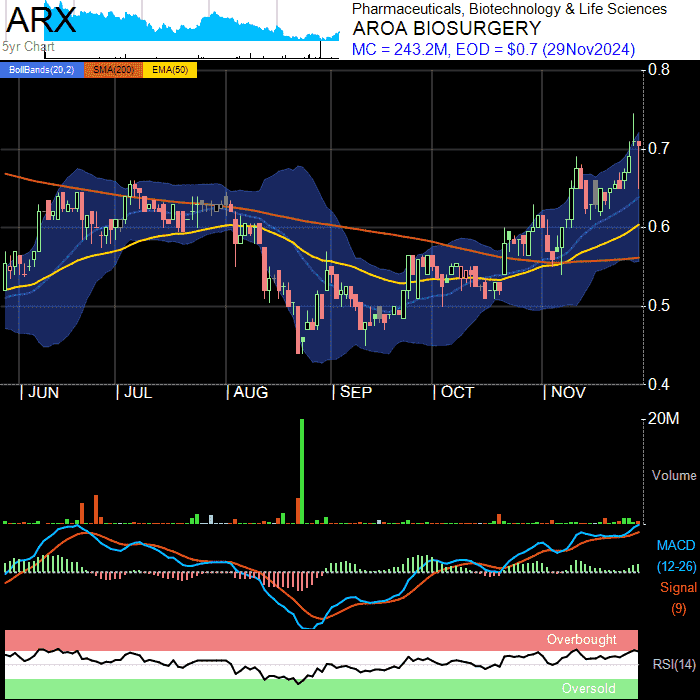 ARX
5yr Chart
Pharmaceuticals, Biotechnology & Life Sciences
AROA BIOSURGERY
MC = 243.2M, EOD = $0.7 (29Nov2024)
BollBands(20,2) SMA(200) EMA(50)
0.8
0.7
0.6
0.5
0.4
JUN JUL AUG SEP OCT NOV
20M
Volume
MACD
(12-26)
Signal
(9)
Overbought
RSI(14)
Oversold